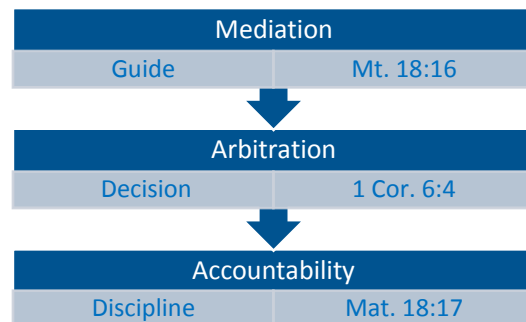 Mediation
Guide Mt. 18:16
Arbitration
Decision 1 Cor. 6:4
Accountability
Discipline Mat. 18:17